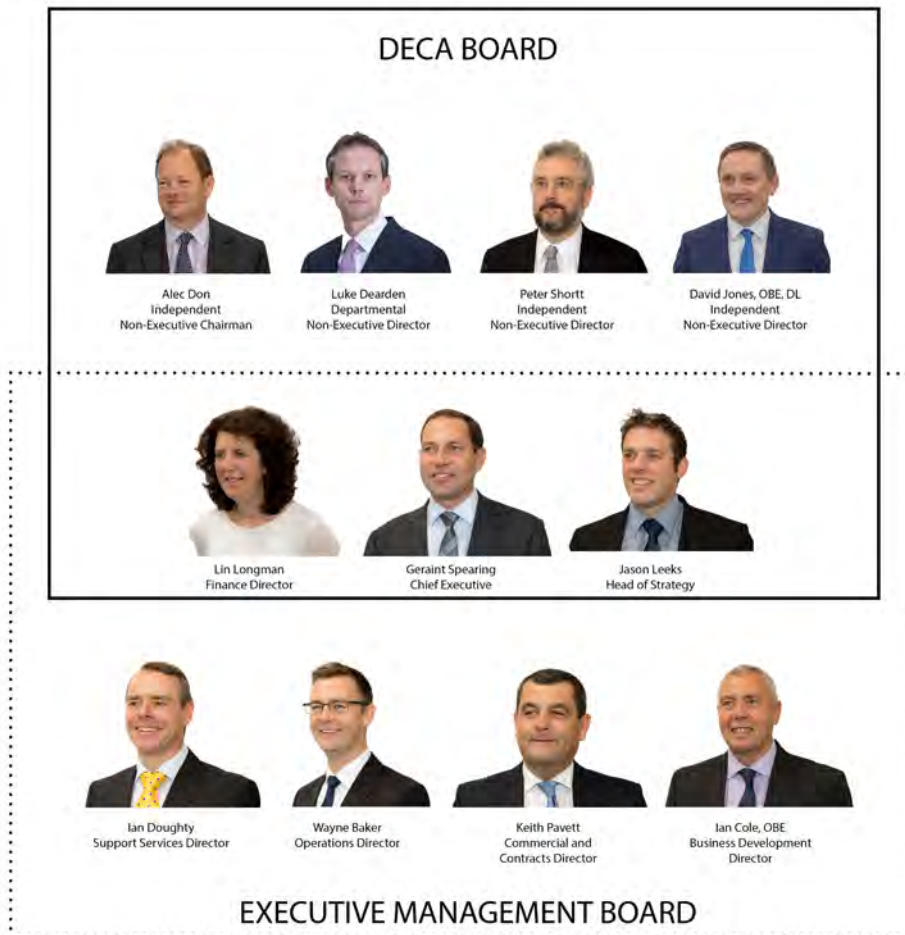 DECA BOARD
Alec Don
Independent
Non-Executive Chairman
Luke Dearden
Departmental
Non-Executive Director
Peter Shortt
Independent
Non-Executive Director
David Jones, OBE, DL
Independent
Non-Executive Director
Lin Longman
Finance Director
Geraint Spearing
Chief Executive
Jason Leeks
Head of Strategy
Ian Doughty
Support Services Director
Wayne Baker
Operations Director
Keith Pavett
Commercial and
Contracts Director
Ian Cole, OBE
Business Development
Director
EXECUTIVE MANAGEMENT BOARD